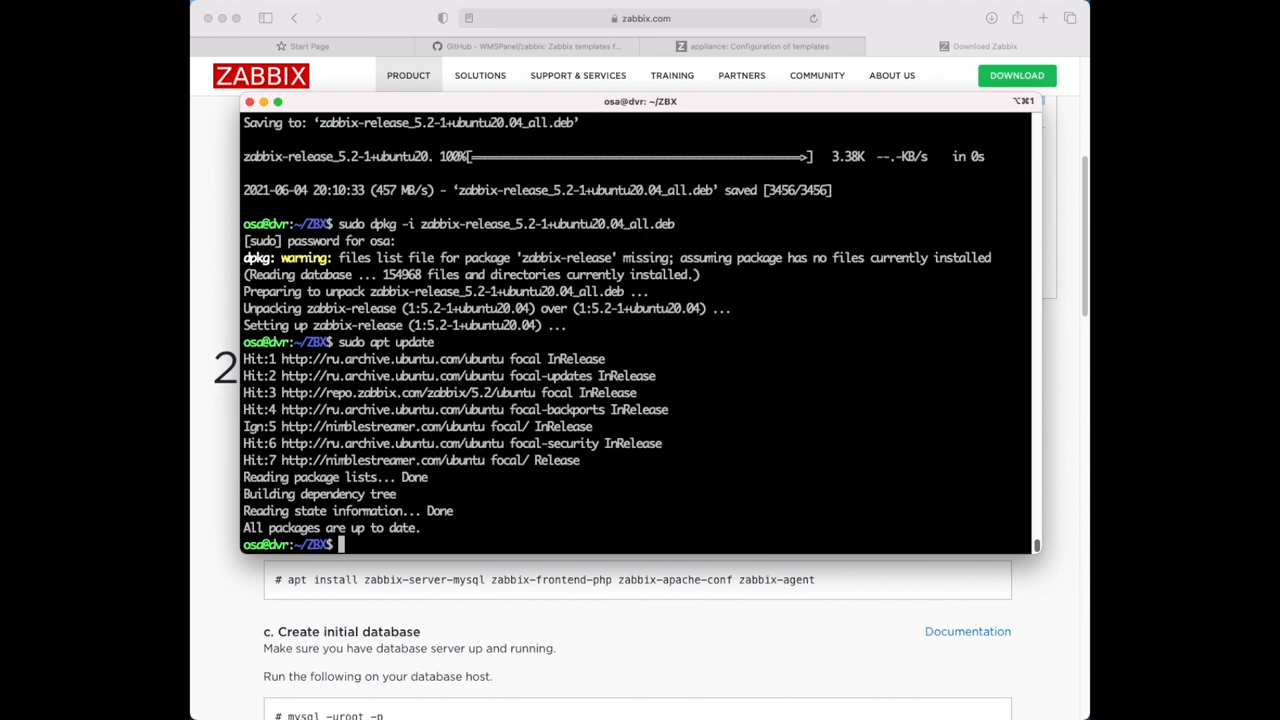 zabbix.com
Start Page
GitHub - WMSPanel/zabbix: Zabbix templates f...
appliance: Configuration of templates
Download Zabbix
ZABBIX
PRODUCT
SOLUTIONS
SUPPORT & SERVICES
TRAINING
PARTNERS
COMMUNITY
ABOUT US
DOWNLOAD
osa@dvr: ~/ZBX
⌥⌘1
Saving to: ‘zabbix-release_5.2-1+ubuntu20.04_all.deb’
zabbix-release_5.2-1+ubuntu20. 100%[===================================================>] 3.38K --.-KB/s in 0s
2021-06-04 20:10:33 (457 MB/s) - ‘zabbix-release_5.2-1+ubuntu20.04_all.deb’ saved [3456/3456]
osa@dvr:~/ZBX$ sudo dpkg -i zabbix-release_5.2-1+ubuntu20.04_all.deb
[sudo] password for osa:
dpkg: warning: files list file for package 'zabbix-release' missing; assuming package has no files currently installed
(Reading database ... 154968 files and directories currently installed.)
Preparing to unpack zabbix-release_5.2-1+ubuntu20.04_all.deb ...
Unpacking zabbix-release (1:5.2-1+ubuntu20.04) over (1:5.2-1+ubuntu20.04) ...
Setting up zabbix-release (1:5.2-1+ubuntu20.04) ...
osa@dvr:~/ZBX$ sudo apt update
Hit:1 http://ru.archive.ubuntu.com/ubuntu focal InRelease
Hit:2 http://ru.archive.ubuntu.com/ubuntu focal-updates InRelease
Hit:3 http://repo.zabbix.com/zabbix/5.2/ubuntu focal InRelease
Hit:4 http://ru.archive.ubuntu.com/ubuntu focal-backports InRelease
Ign:5 http://nimblestreamer.com/ubuntu focal/ InRelease
Hit:6 http://ru.archive.ubuntu.com/ubuntu focal-security InRelease
Hit:7 http://nimblestreamer.com/ubuntu focal/ Release
Reading package lists... Done
Building dependency tree
Reading state information... Done
All packages are up to date.
osa@dvr:~/ZBX$
2
# apt install zabbix-server-mysql zabbix-frontend-php zabbix-apache-conf zabbix-agent
c. Create initial database
Documentation
Make sure you have database server up and running.
Run the following on your database host.
# mysql -uroot -p